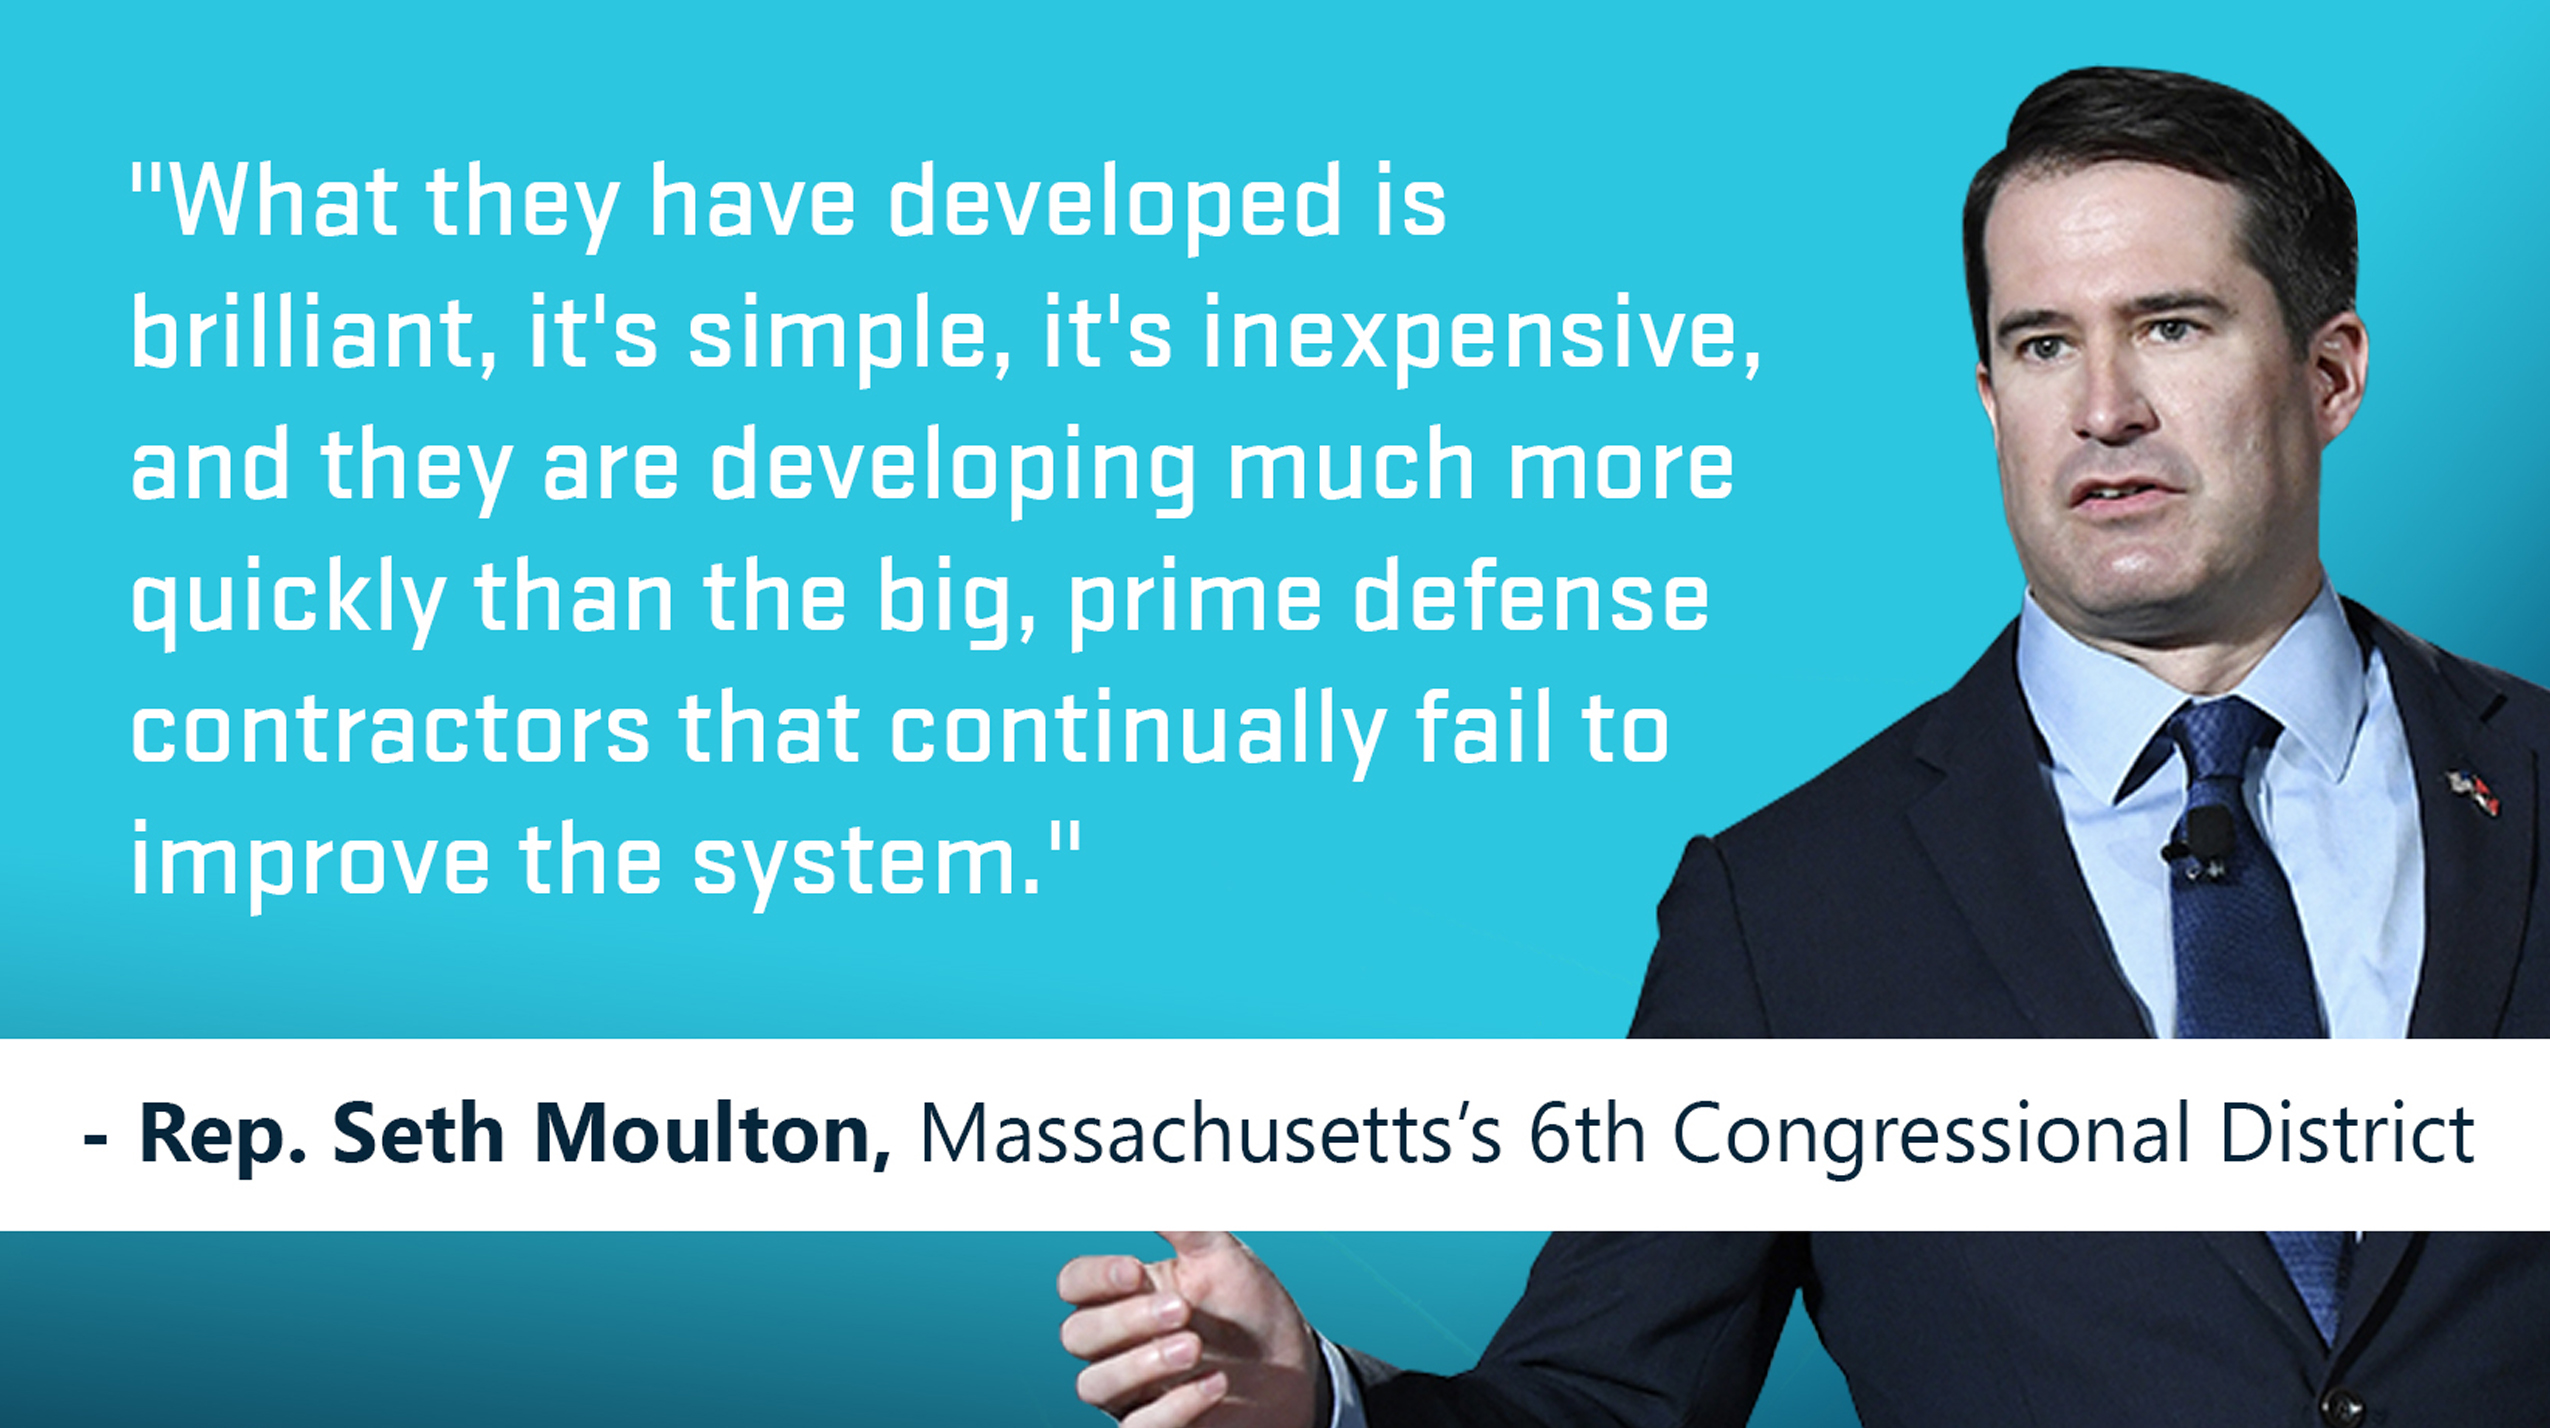 "What they have developed is
brilliant, it's simple, it's inexpensive,
and they are developing much more
quickly than the big, prime defense
contractors that continually fail to
improve the system."
- Rep. Seth Moulton, Massachusetts’s 6th Congressional District